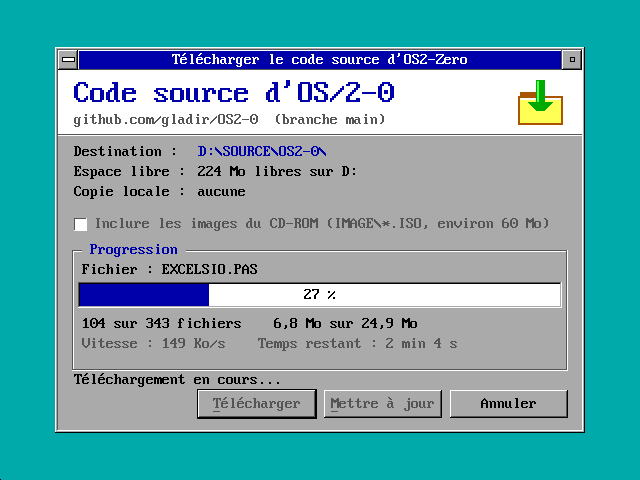 Télécharger le code source d'OS2-Zero
Code source d'OS/2-0
github.com/gladir/OS2-0 (branche main)
Destination : D:\SOURCE\OS2-0\
Espace libre : 224 Mo libres sur D:
Copie locale : aucune
Inclure les images du CD-ROM (IMAGE\*.ISO, environ 60 Mo)
Progression
Fichier : EXCELSIO.PAS
27 %
104 sur 343 fichiers 6,8 Mo sur 24,9 Mo
Vitesse : 149 Ko/s Temps restant : 2 min 4 s
Téléchargement en cours...
Télécharger Mettre à jour Annuler